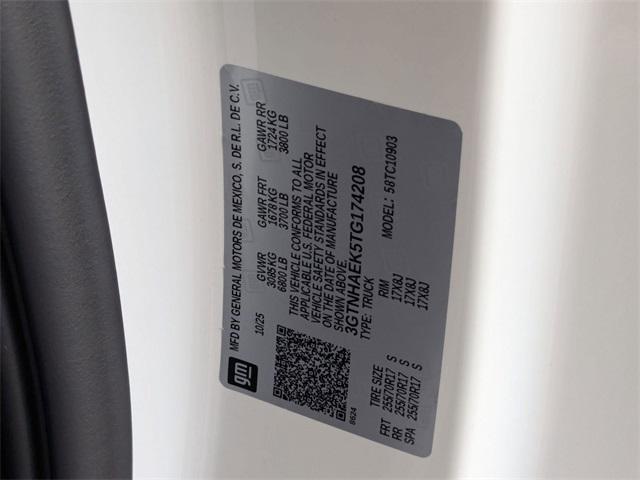 gm
MFD BY GENERAL MOTORS DE MEXICO, S. DE R.L. DE C.V.
10/25 GVWR GAWR FRT GAWR RR
3085 KG 1678 KG 1724 KG
6800 LB 3700 LB 3800 LB
THIS VEHICLE CONFORMS TO ALL
APPLICABLE U.S. FEDERAL MOTOR
VEHICLE SAFETY STANDARDS IN EFFECT
ON THE DATE OF MANUFACTURE
SHOWN ABOVE.
3GTNHAEK5TG174208
TYPE: TRUCK MODEL: 58TC10903
8624
TIRE SIZE RIM
FRT 255/70R17 S 17X8J
RR 255/70R17 S 17X8J
SPA 255/70R17 S 17X8J